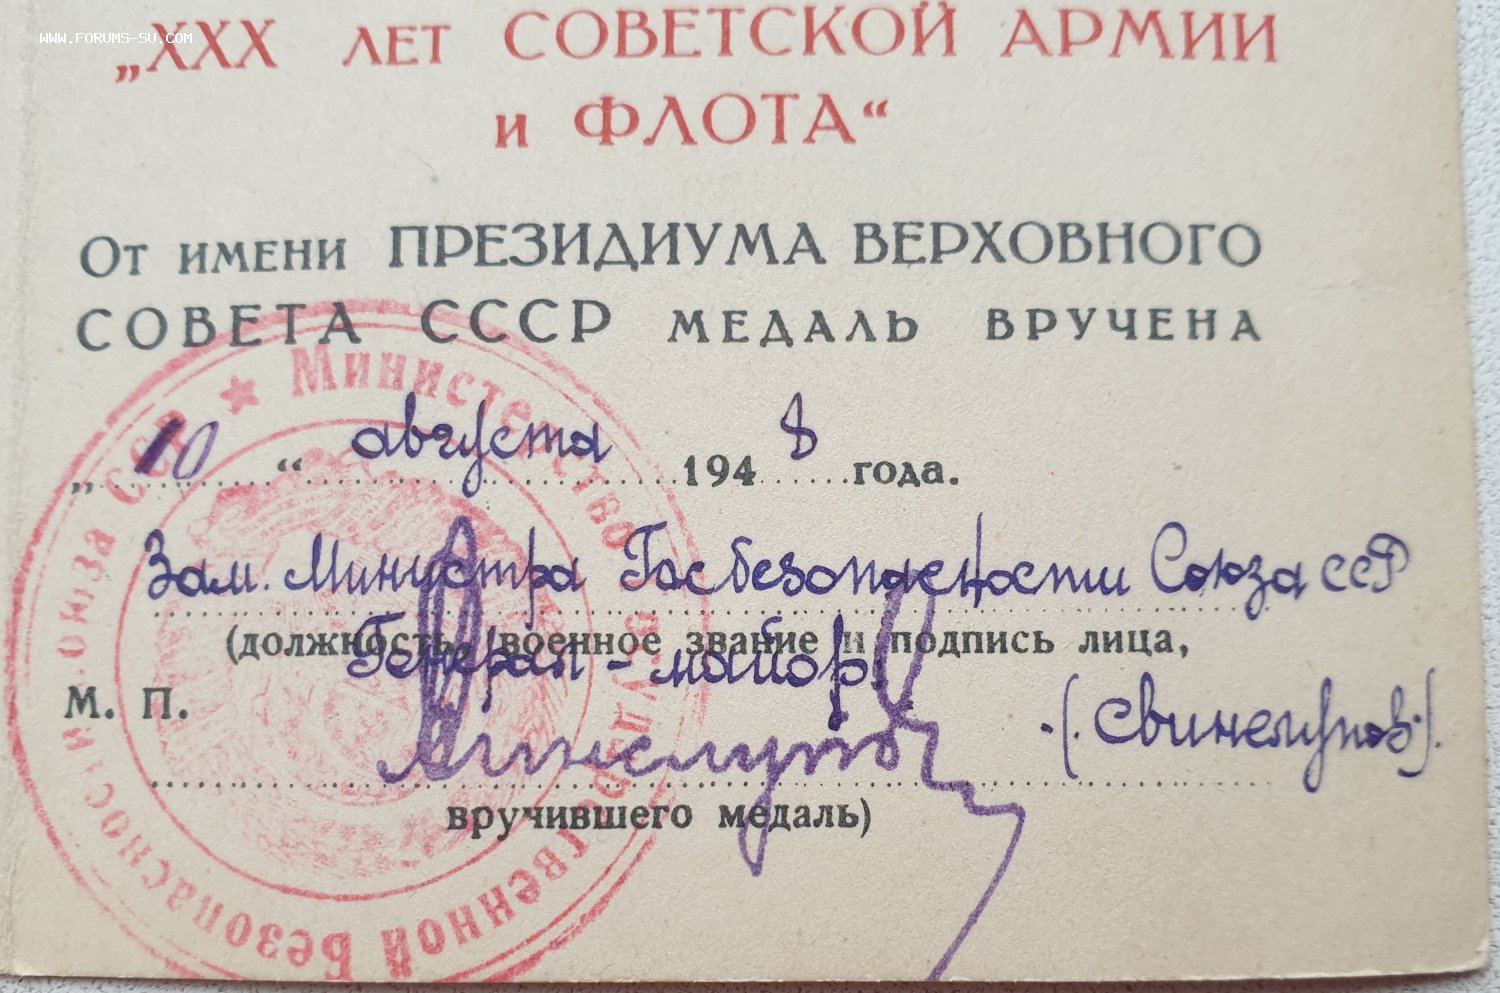 WWW.FORUMS-SU.COM
„XXX ЛЕТ СОВЕТСКОЙ АРМИИ
И ФЛОТА“
От имени ПРЕЗИДИУМА ВЕРХОВНОГО
СОВЕТА СССР МЕДАЛЬ ВРУЧЕНА
„10“ августа 1948 года.
Зам. Министра Госбезопасности Союза ССР
(должность, военное звание и подпись лица,
Генерал-майор
М. П.
(Свинелупов).
вручившего медаль)
★ Министерство Государственной Безопасности Союза ССР